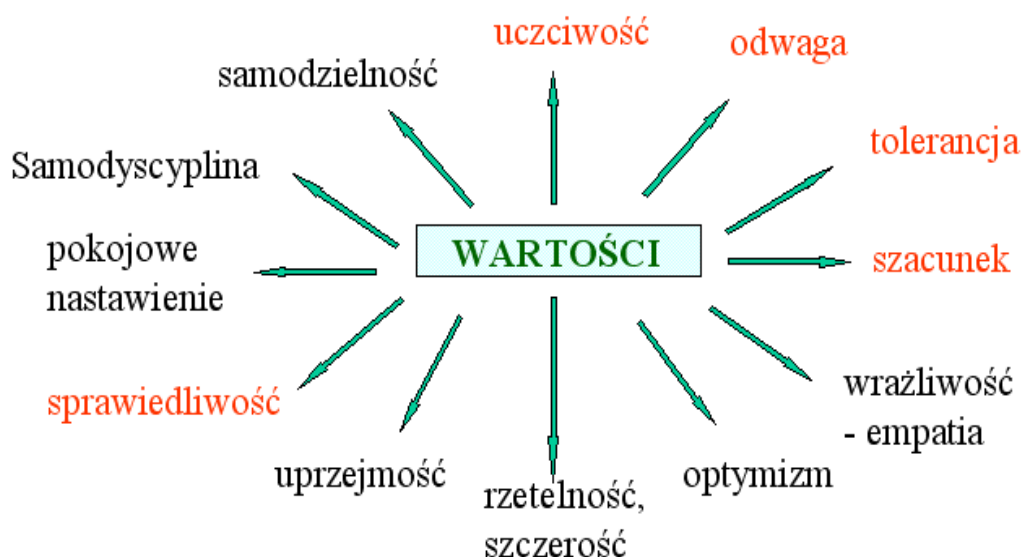 uczciwość
odwaga
samodzielność
tolerancja
Samodyscyplina
WARTOŚCI
pokojowe
nastawienie
szacunek
sprawiedliwość
wrażliwość
- empatia
uprzejmość
rzetelność,
szczerość
optymizm